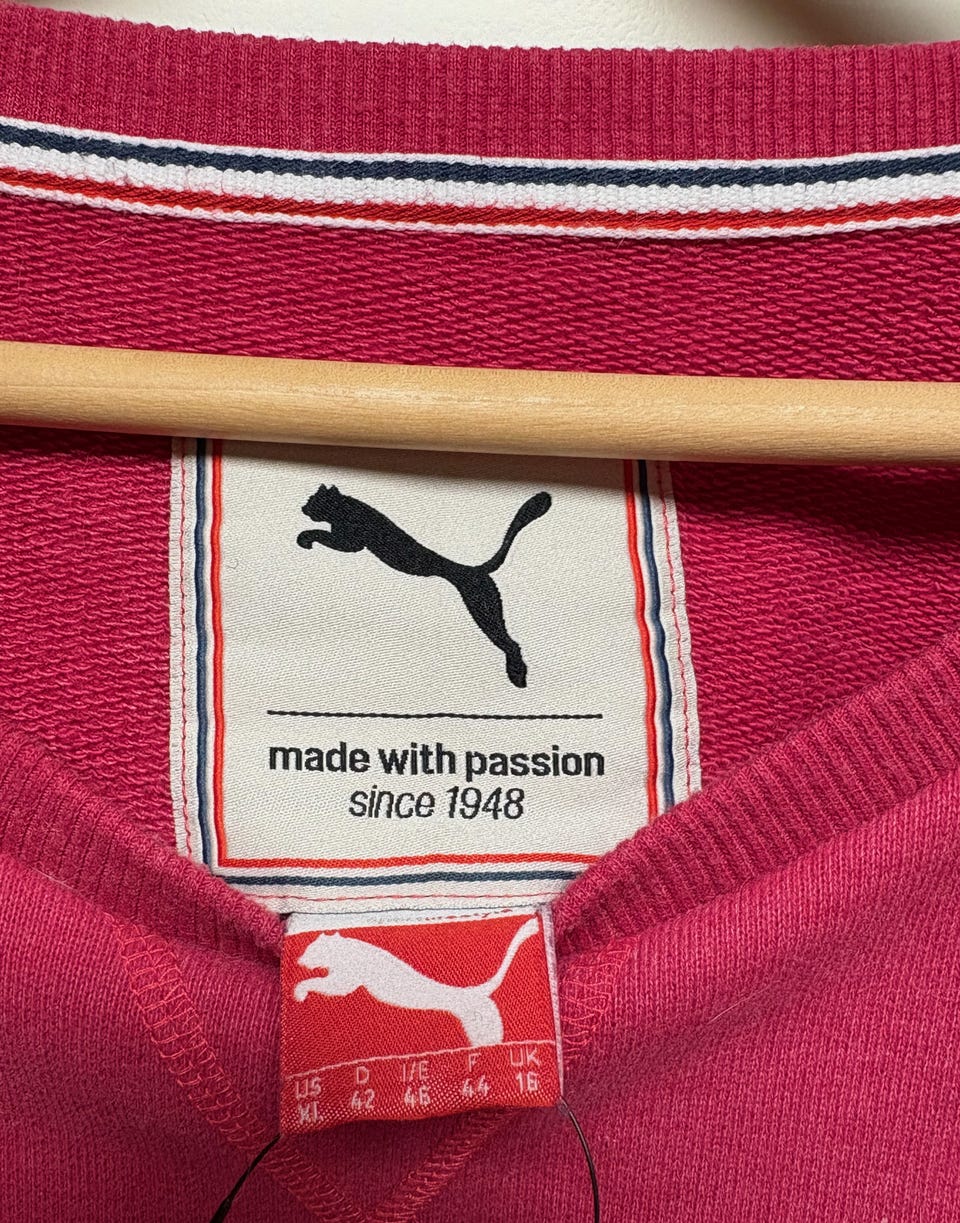 made with passion
since 1948
US D I/E F UK
XL 42 46 44 16